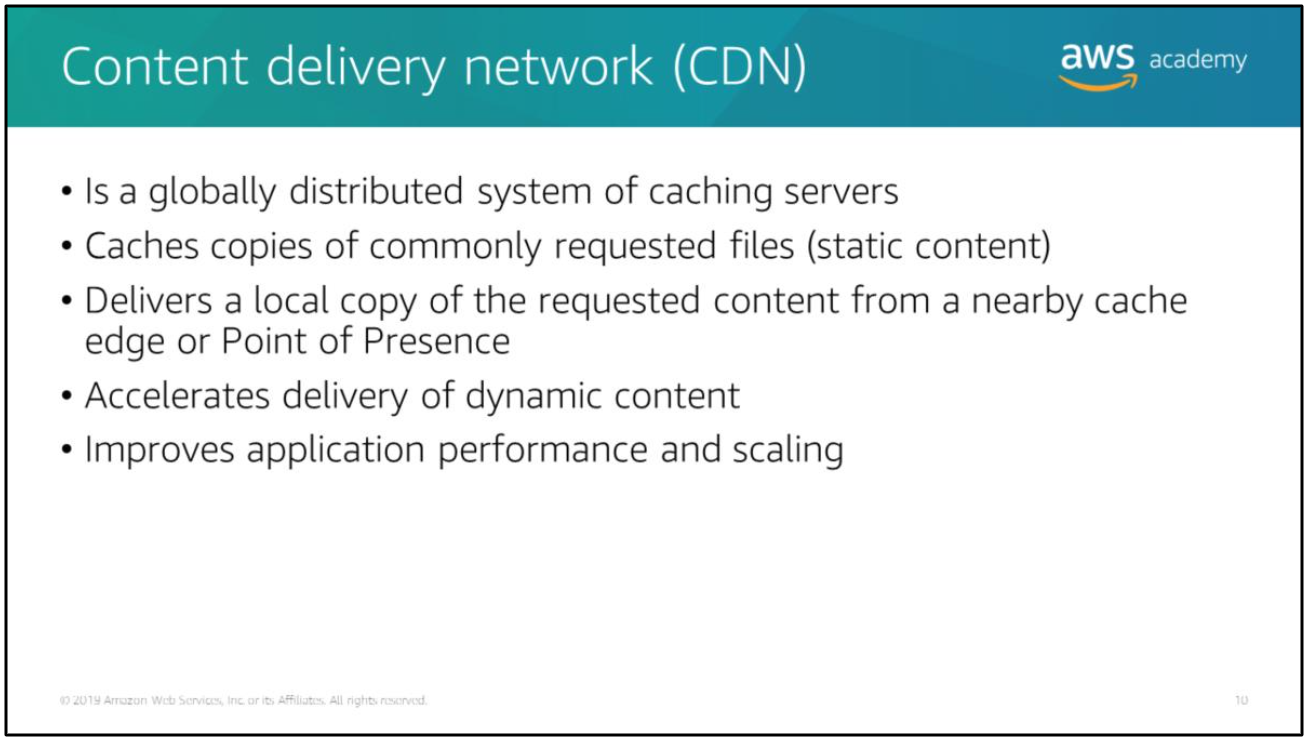 Content delivery network (CDN)
aws academy
• Is a globally distributed system of caching servers
• Caches copies of commonly requested files (static content)
• Delivers a local copy of the requested content from a nearby cache
edge or Point of Presence
• Accelerates delivery of dynamic content
• Improves application performance and scaling
© 2019 Amazon Web Services, Inc. or its Affiliates. All rights reserved.
10